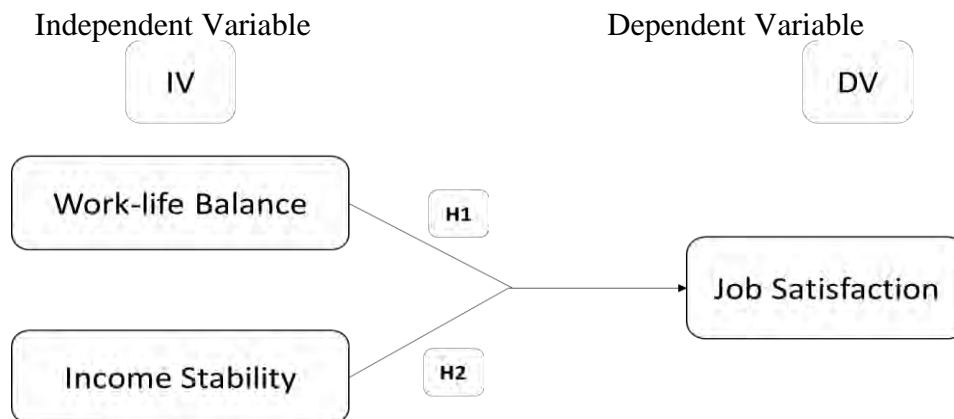 Independent Variable
Dependent Variable
IV
DV
Work-life Balance
H1
Job Satisfaction
Income Stability
H2